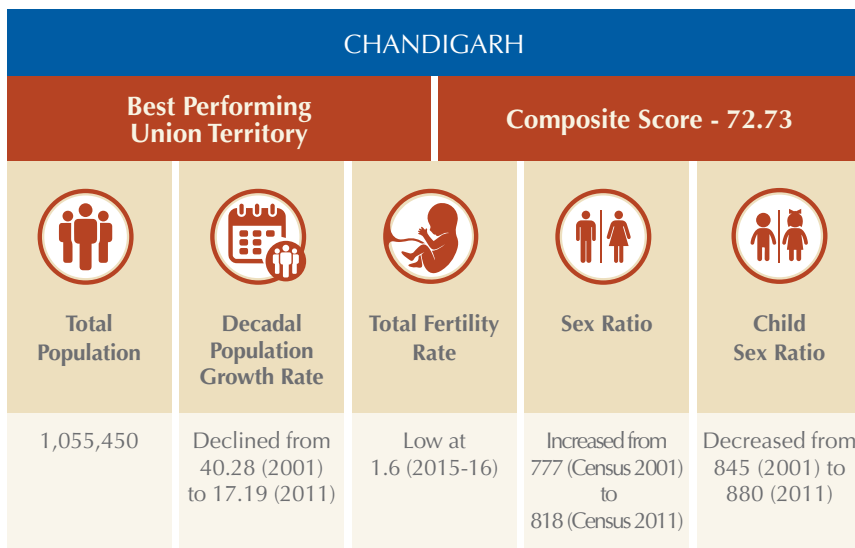 CHANDIGARH
Best Performing
Union Territory
Composite Score - 72.73
Total
Population
Decadal
Population
Growth Rate
Total Fertility
Rate
Sex Ratio
Child
Sex Ratio
1,055,450
Declined from
40.28 (2001)
to 17.19 (2011)
Low at
1.6 (2015-16)
Increased from
777 (Census 2001)
to
818 (Census 2011)
Decreased from
845 (2001) to
880 (2011)